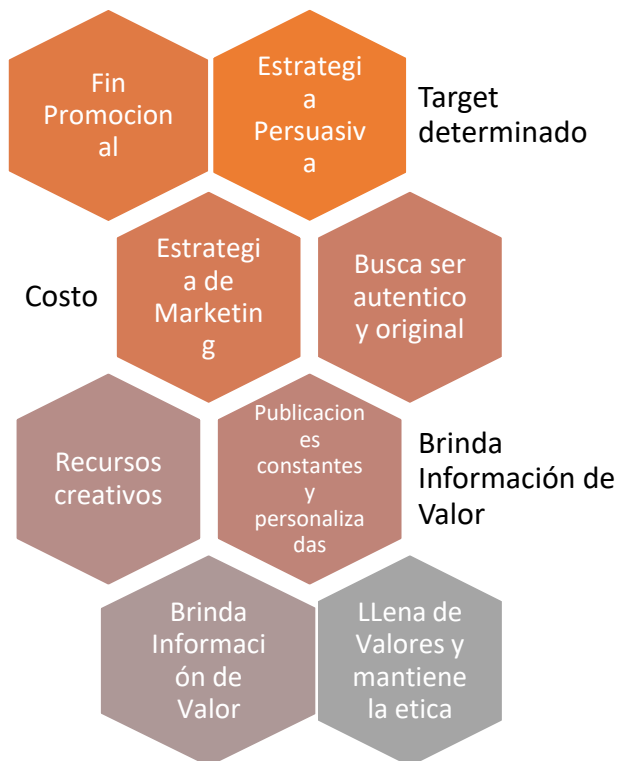 Fin
Promocion
al
Estrategi
a
Persuasiv
a
Target
determinado
Costo
Estrategi
a de
Marketin
g
Busca ser
autentico
y original
Recursos
creativos
Publicacion
es
constantes
y
personaliza
das
Brinda
Información de
Valor
Brinda
Informaci
ón de
Valor
LLena de
Valores y
mantiene
la etica